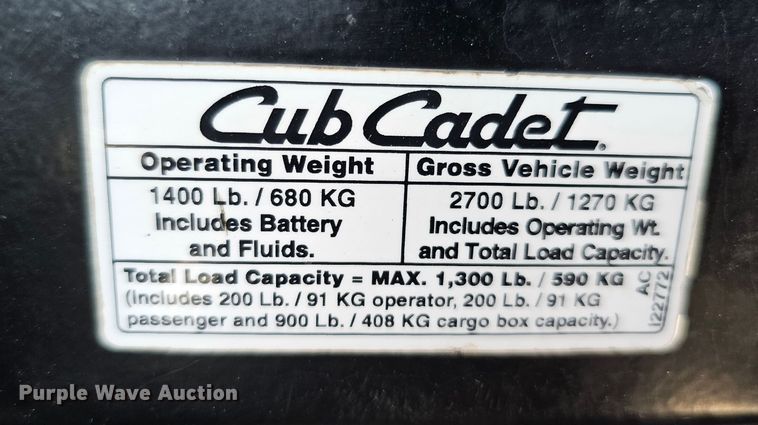 Cub Cadet.
Operating Weight
1400 Lb. / 680 KG
Includes Battery
and Fluids.
Gross Vehicle Weight
2700 Lb. / 1270 KG
Includes Operating Wt.
and Total Load Capacity.
Total Load Capacity = MAX. 1,300 Lb. / 590 KG
(includes 200 Lb. / 91 KG operator, 200 Lb. / 91 KG
passenger and 900 Lb. / 408 KG cargo box capacity.)
AC
I22772
Purple Wave Auction